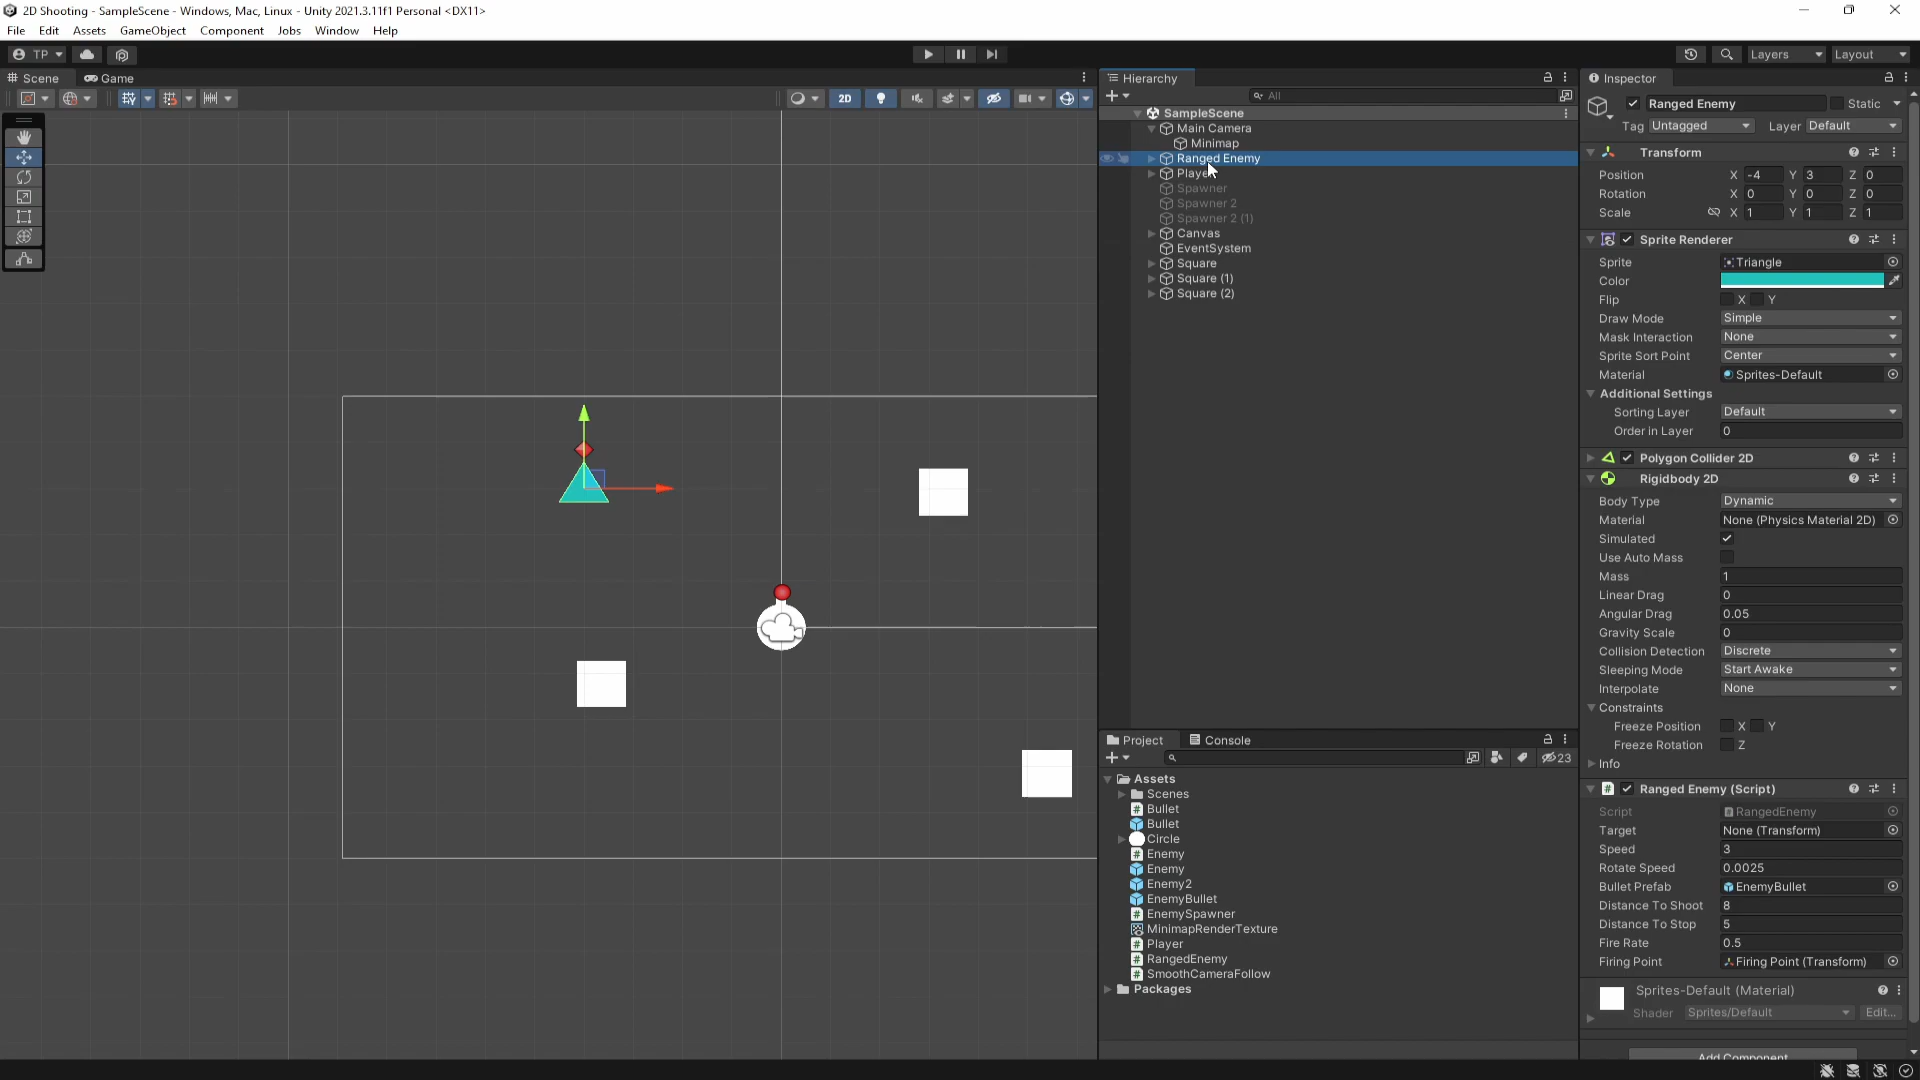 2D Shooting - SampleScene - Windows, Mac, Linux - Unity 2021.3.11f1 Personal <DX11>
File Edit Assets GameObject Component Jobs Window Help
TP Layers Layout
Scene Game
2D
Hierarchy
All
SampleScene
Main Camera
Minimap
Ranged Enemy
Player
Spawner
Spawner 2
Spawner 2 (1)
Canvas
EventSystem
Square
Square (1)
Square (2)
Project Console
23
Assets
Scenes
Bullet
Bullet
Circle
Enemy
Enemy
Enemy2
EnemyBullet
EnemySpawner
MinimapRenderTexture
Player
RangedEnemy
SmoothCameraFollow
Packages
Inspector
Ranged Enemy Static
Tag Untagged Layer Default
Transform
Position X -4 Y 3 Z 0
Rotation X 0 Y 0 Z 0
Scale X 1 Y 1 Z 1
Sprite Renderer
Sprite Triangle
Color
Flip X Y
Draw Mode Simple
Mask Interaction None
Sprite Sort Point Center
Material Sprites-Default
Additional Settings
Sorting Layer Default
Order in Layer 0
Polygon Collider 2D
Rigidbody 2D
Body Type Dynamic
Material None (Physics Material 2D)
Simulated
Use Auto Mass
Mass 1
Linear Drag 0
Angular Drag 0.05
Gravity Scale 0
Collision Detection Discrete
Sleeping Mode Start Awake
Interpolate None
Constraints
Freeze Position X Y
Freeze Rotation Z
Info
Ranged Enemy (Script)
Script RangedEnemy
Target None (Transform)
Speed 3
Rotate Speed 0.0025
Bullet Prefab EnemyBullet
Distance To Shoot 8
Distance To Stop 5
Fire Rate 0.5
Firing Point Firing Point (Transform)
Sprites-Default (Material)
Shader Sprites/Default Edit...
Add Component